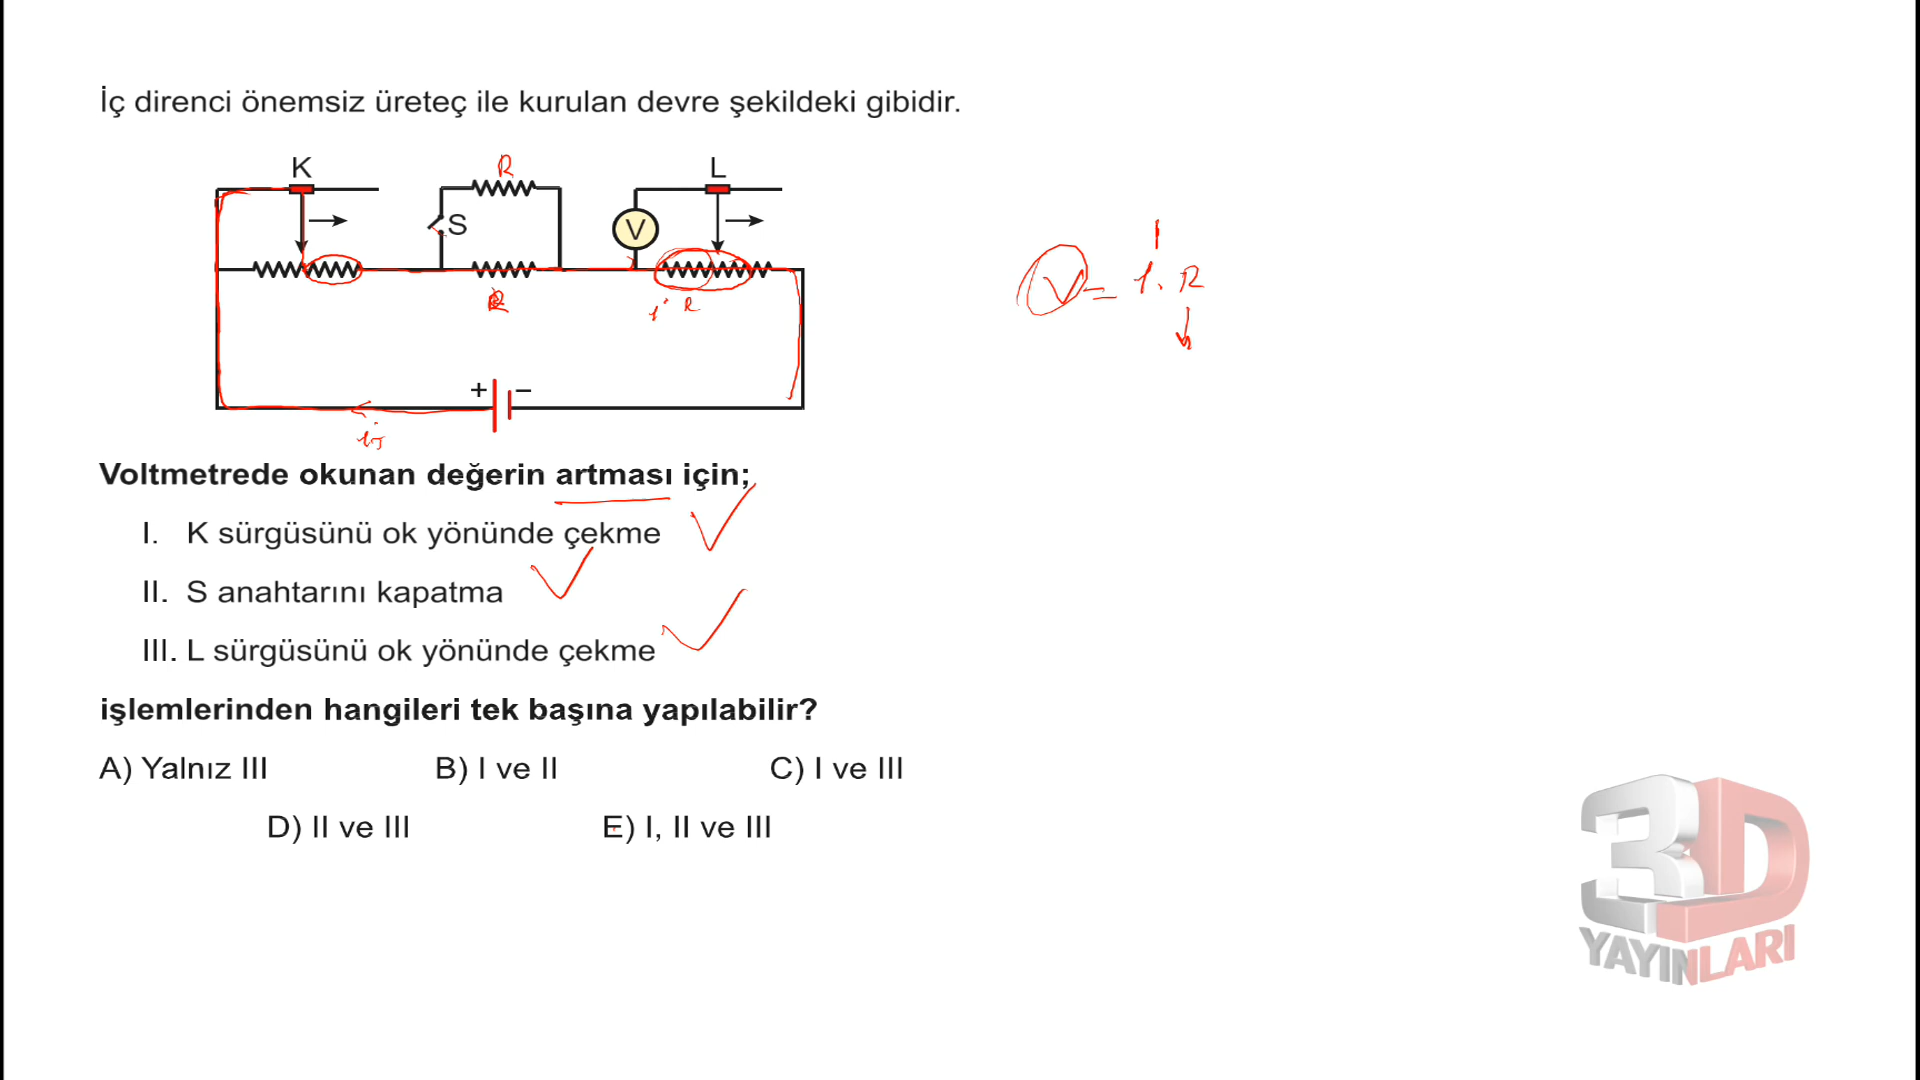 İç direnci önemsiz üreteç ile kurulan devre şekildeki gibidir.
K R L
S V
R i R
V = i . R
+ −
Voltmetrede okunan değerin artması için;
I. K sürgüsünü ok yönünde çekme
II. S anahtarını kapatma
III. L sürgüsünü ok yönünde çekme
işlemlerinden hangileri tek başına yapılabilir?
A) Yalnız III B) I ve II C) I ve III
D) II ve III E) I, II ve III
3D
YAYINLARI